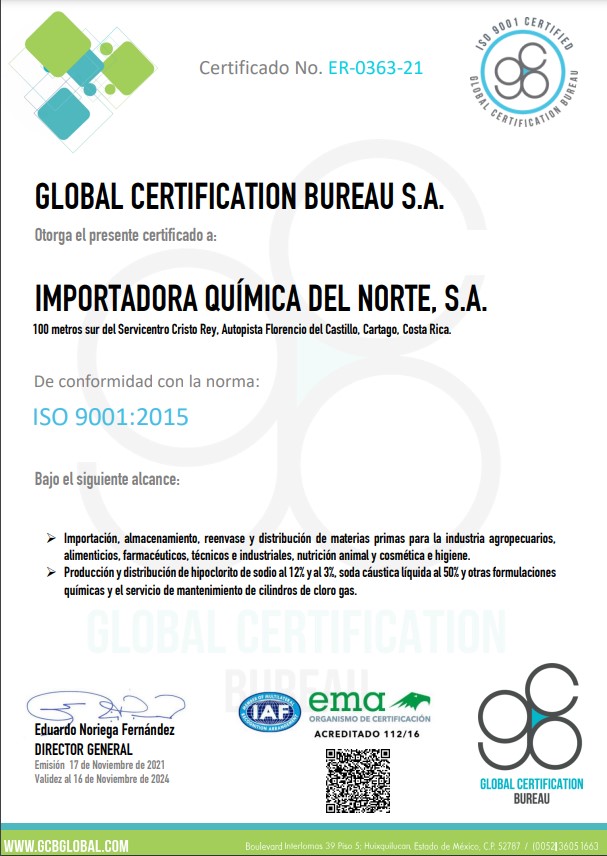 Certificado No. ER-0363-21
ISO 9001 CERTIFIED
GLOBAL CERTIFICATION BUREAU
GLOBAL CERTIFICATION BUREAU S.A.
Otorga el presente certificado a:
IMPORTADORA QUÍMICA DEL NORTE, S.A.
100 metros sur del Servicentro Cristo Rey, Autopista Florencio del Castillo, Cartago, Costa Rica.
De conformidad con la norma:
ISO 9001:2015
Bajo el siguiente alcance:
➢ Importación, almacenamiento, reenvase y distribución de materias primas para la industria agropecuarios,
alimenticios, farmacéuticos, técnicos e industriales, nutrición animal y cosmética e higiene.
➢ Producción y distribución de hipoclorito de sodio al 12% y al 3%, soda cáustica líquida al 50% y otras formulaciones
químicas y el servicio de mantenimiento de cilindros de cloro gas.
GLOBAL CERTIFICATION
BUREAU
Eduardo Noriega Fernández
DIRECTOR GENERAL
Emisión 17 de Noviembre de 2021
Validez al 16 de Noviembre de 2024
IAF
ema
ORGANISMO DE CERTIFICACIÓN
ACREDITADO 112/16
GLOBAL CERTIFICATION
BUREAU
WWW.GCBGLOBAL.COM
Boulevard Interlomas 39 Piso 5; Huixquilucan, Estado de México, C.P. 52787 / (0052) 36051663